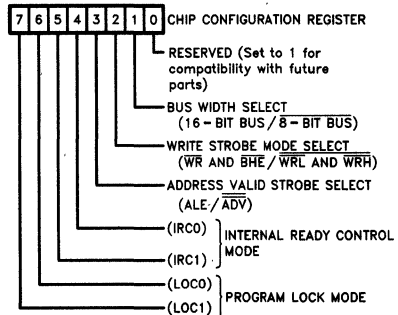 7 6 5 4 3 2 1 0 CHIP CONFIGURATION REGISTER
RESERVED (Set to 1 for
compatibility with future
parts)
BUS WIDTH SELECT
(16 - BIT BUS / 8 - BIT BUS)
WRITE STROBE MODE SELECT
(WR AND BHE / WRL AND WRH)
ADDRESS VALID STROBE SELECT
(ALE / ADV)
(IRC0)
(IRC1)
INTERNAL READY CONTROL
MODE
(LOC0)
(LOC1)
PROGRAM LOCK MODE